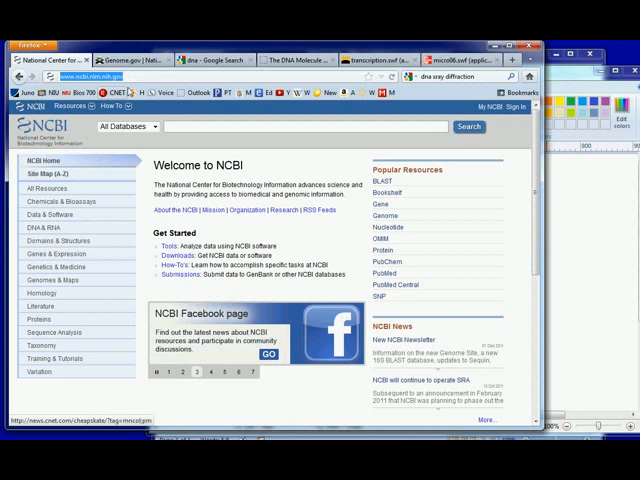 firefox
National Center for ...
Genome.gov | Nati...
dna - Google Search
The DNA Molecule ...
transcription.swf (applic...
micro06.swf (applic...
www.ncbi.nlm.nih.gov
dna xray diffraction
Juno
NIU
Bios 700
CNET
H
Voice
Outlook
PT
Ed
You
W
New
A
Bookmarks
NCBI
Resources
How To
My NCBI
Sign In
NCBI
National Center for
Biotechnology Information
All Databases
Search
NCBI Home
Site Map (A-Z)
All Resources
Chemicals & Bioassays
Data & Software
DNA & RNA
Domains & Structures
Genes & Expression
Genetics & Medicine
Genomes & Maps
Homology
Literature
Proteins
Sequence Analysis
Taxonomy
Training & Tutorials
Variation
Welcome to NCBI
The National Center for Biotechnology Information advances science and
health by providing access to biomedical and genomic information.
About the NCBI | Mission | Organization | Research | RSS Feeds
Get Started
Tools: Analyze data using NCBI software
Downloads: Get NCBI data or software
How-To's: Learn how to accomplish specific tasks at NCBI
Submissions: Submit data to GenBank or other NCBI databases
NCBI Facebook page
Find out the latest news about NCBI
resources and participate in community
discussions.
GO
1 2 3 4 5 6 7
Popular Resources
BLAST
Bookshelf
Gene
Genome
Nucleotide
OMIM
Protein
PubChem
PubMed
PubMed Central
SNP
NCBI News
New NCBI Newsletter
Information on the new Genome Site, a new
16S BLAST database, updates to Sequin,
NCBI will continue to operate SRA
Subsequent to an announcement in
February 2011 that NCBI was planning to phase out the
More...
http://news.cnet.com/cheapskate/?tag=mncol;pm
Edit
colors
800
900
100%